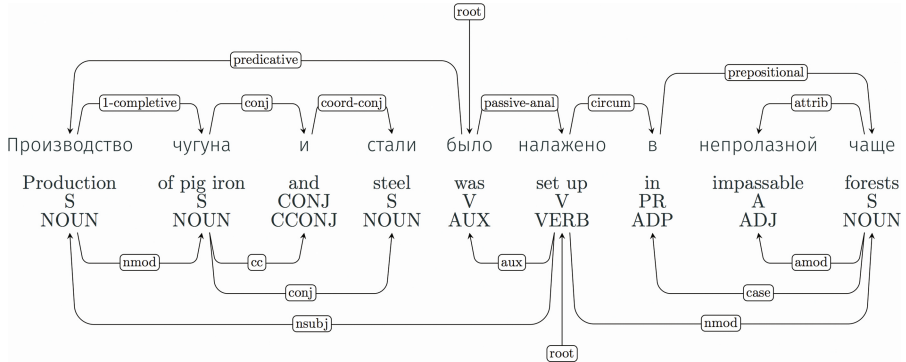 root
predicative
prepositional
1-completive conj coord-conj passive-anal circum attrib
Производство чугуна и стали было налажено в непролазной чаще
Production of pig iron and steel was set up in impassable forests
S S CONJ S V V PR A S
NOUN NOUN CCONJ NOUN AUX VERB ADP ADJ NOUN
nmod cc aux amod
conj case
nsubj nmod
root